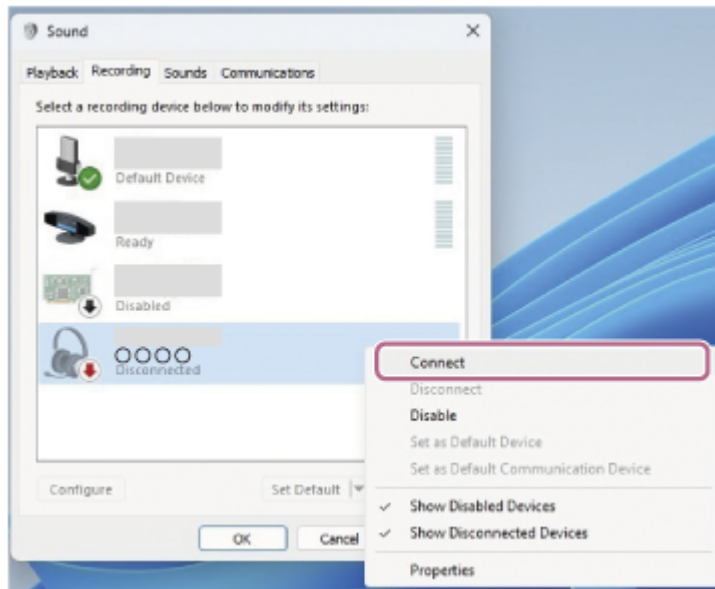 Sound
Playback Recording Sounds Communications
Select a recording device below to modify its settings:
Default Device
Ready
Disabled
○○○○
Disconnected
Connect
Disconnect
Disable
Set as Default Device
Set as Default Communication Device
Configure
Set Default
Show Disabled Devices
Show Disconnected Devices
OK
Cancel
Properties